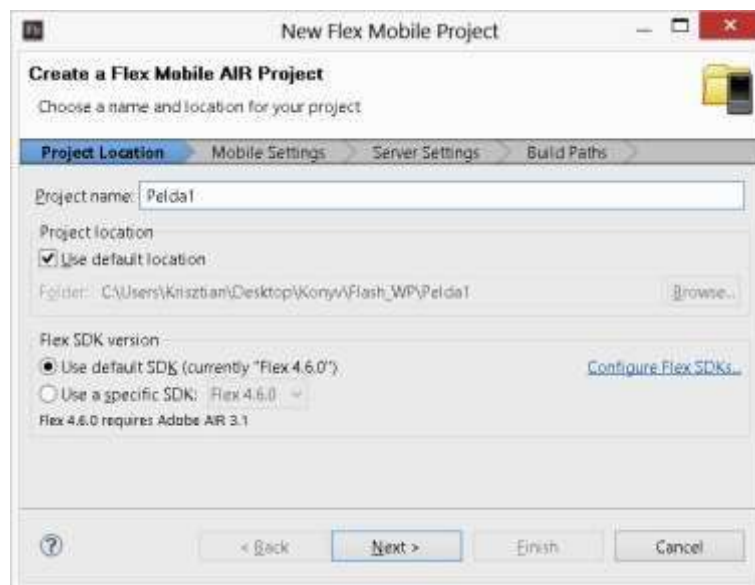 New Flex Mobile Project
Create a Flex Mobile AIR Project
Choose a name and location for your project
Project Location Mobile Settings Server Settings Build Paths
Project name: Pelda1
Project location
Use default location
Folder: C:\Users\Krisztian\Desktop\Konyv\Flash_WP\Pelda1 Browse...
Flex SDK version
Use default SDK (currently "Flex 4.6.0") Configure Flex SDKs...
Use a specific SDK: Flex 4.6.0
Flex 4.6.0 requires Adobe AIR 3.1
? < Back Next > Finish Cancel